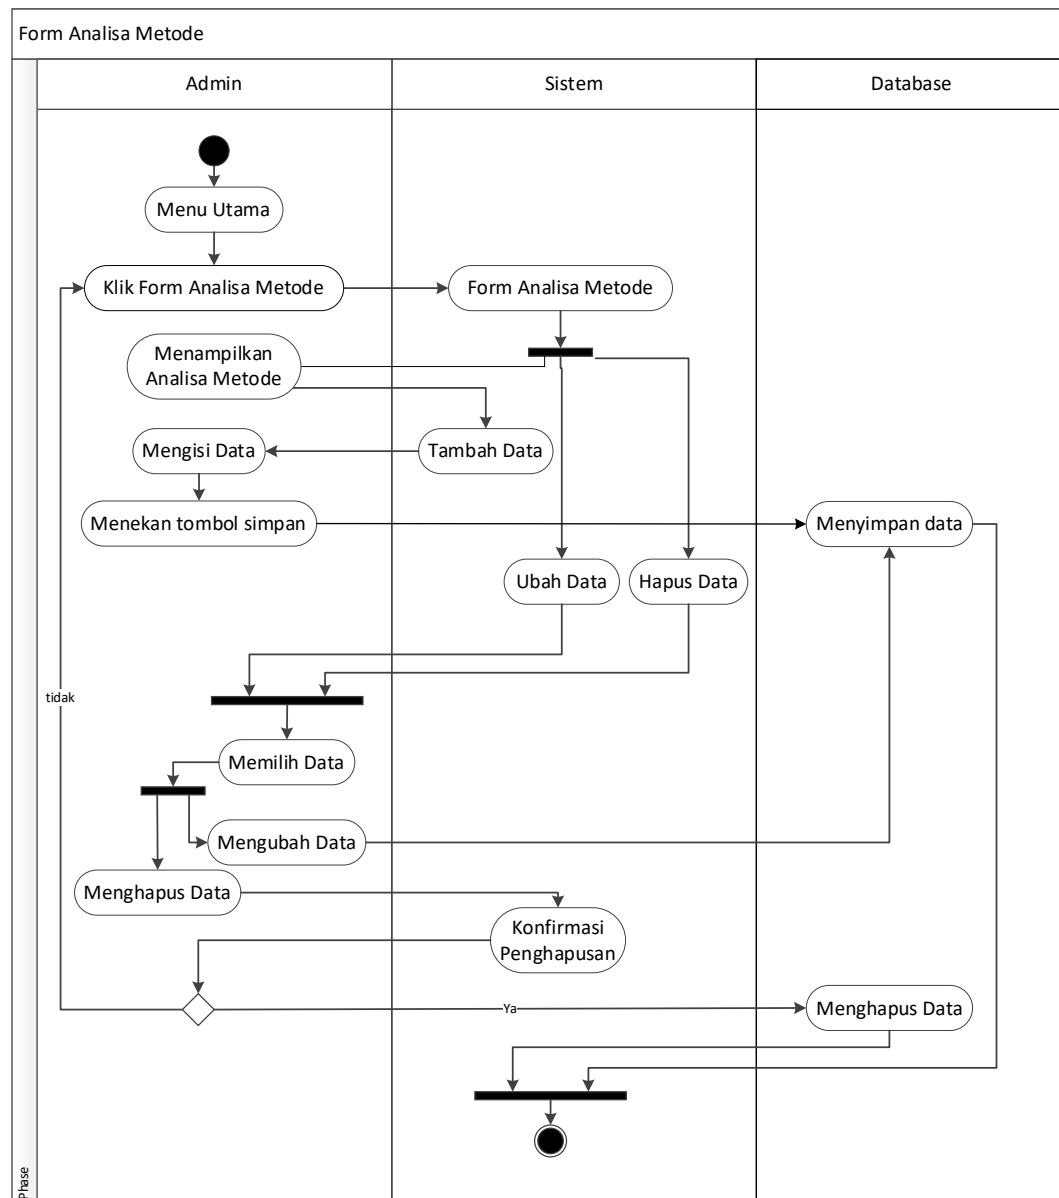 Form Analisa Metode
Admin
Sistem
Database
Menu Utama
Klik Form Analisa Metode
Form Analisa Metode
Menampilkan
Analisa Metode
Mengisi Data
Tambah Data
Menekan tombol simpan
Menyimpan data
Ubah Data
Hapus Data
tidak
Memilih Data
Mengubah Data
Menghapus Data
Konfirmasi
Penghapusan
Ya
Menghapus Data
Phase